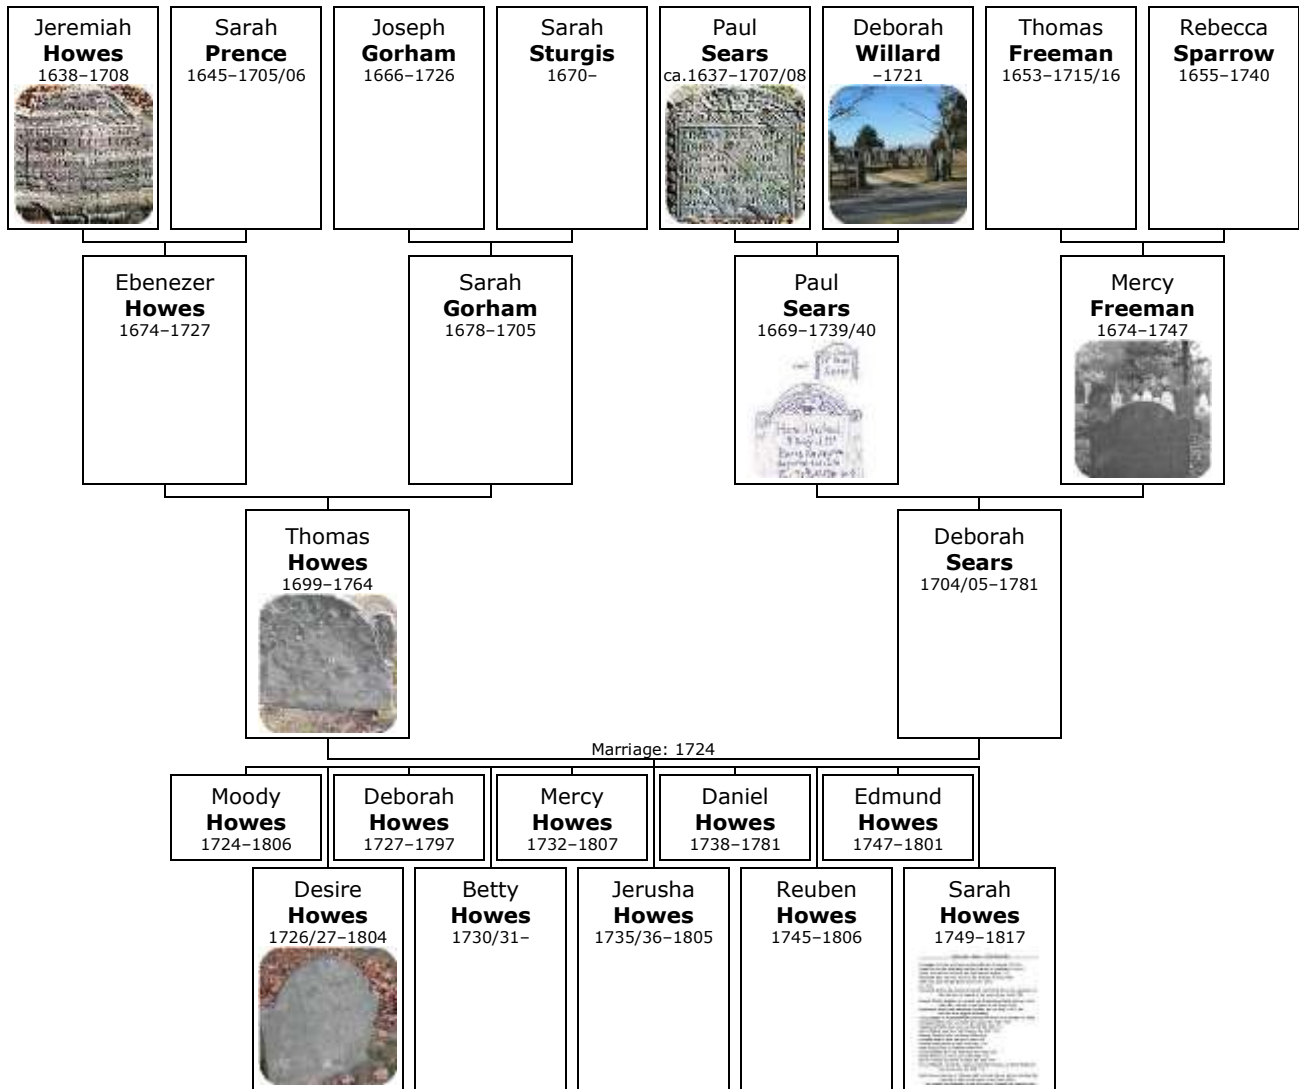 Jeremiah
Howes
1638–1708
Sarah
Prence
1645–1705/06
Joseph
Gorham
1666–1726
Sarah
Sturgis
1670–
Paul
Sears
ca.1637–1707/08
Deborah
Willard
–1721
Thomas
Freeman
1653–1715/16
Rebecca
Sparrow
1655–1740
Ebenezer
Howes
1674–1727
Sarah
Gorham
1678–1705
Paul
Sears
1669–1739/40
Mercy
Freeman
1674–1747
Thomas
Howes
1699–1764
Deborah
Sears
1704/05–1781
Marriage: 1724
Moody
Howes
1724–1806
Deborah
Howes
1727–1797
Mercy
Howes
1732–1807
Daniel
Howes
1738–1781
Edmund
Howes
1747–1801
Desire
Howes
1726/27–1804
Betty
Howes
1730/31–
Jerusha
Howes
1735/36–1805
Reuben
Howes
1745–1806
Sarah
Howes
1749–1817